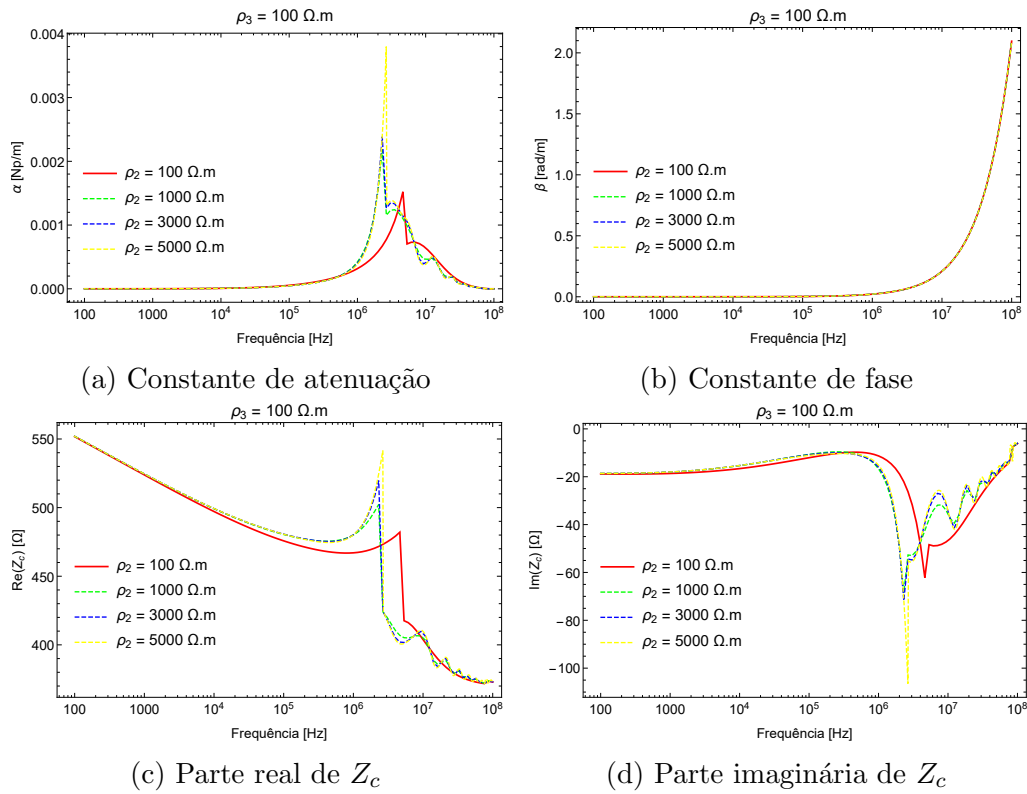 ρ3 = 100 Ω.m
ρ3 = 100 Ω.m
0.004
0.003
0.002
0.001
0.000
α [Np/m]
ρ2 = 100 Ω.m
ρ2 = 1000 Ω.m
ρ2 = 3000 Ω.m
ρ2 = 5000 Ω.m
100 1000 10^4 10^5 10^6 10^7 10^8
Frequência [Hz]
2.0
1.5
1.0
0.5
0.0
β [rad/m]
ρ2 = 100 Ω.m
ρ2 = 1000 Ω.m
ρ2 = 3000 Ω.m
ρ2 = 5000 Ω.m
100 1000 10^4 10^5 10^6 10^7 10^8
Frequência [Hz]
(a) Constante de atenuação
(b) Constante de fase
ρ3 = 100 Ω.m
ρ3 = 100 Ω.m
550
500
450
400
Re(Zc) [Ω]
ρ2 = 100 Ω.m
ρ2 = 1000 Ω.m
ρ2 = 3000 Ω.m
ρ2 = 5000 Ω.m
100 1000 10^4 10^5 10^6 10^7 10^8
Frequência [Hz]
0
−20
−40
−60
−80
−100
Im(Zc) [Ω]
ρ2 = 100 Ω.m
ρ2 = 1000 Ω.m
ρ2 = 3000 Ω.m
ρ2 = 5000 Ω.m
100 1000 10^4 10^5 10^6 10^7 10^8
Frequência [Hz]
(c) Parte real de Zc
(d) Parte imaginária de Zc